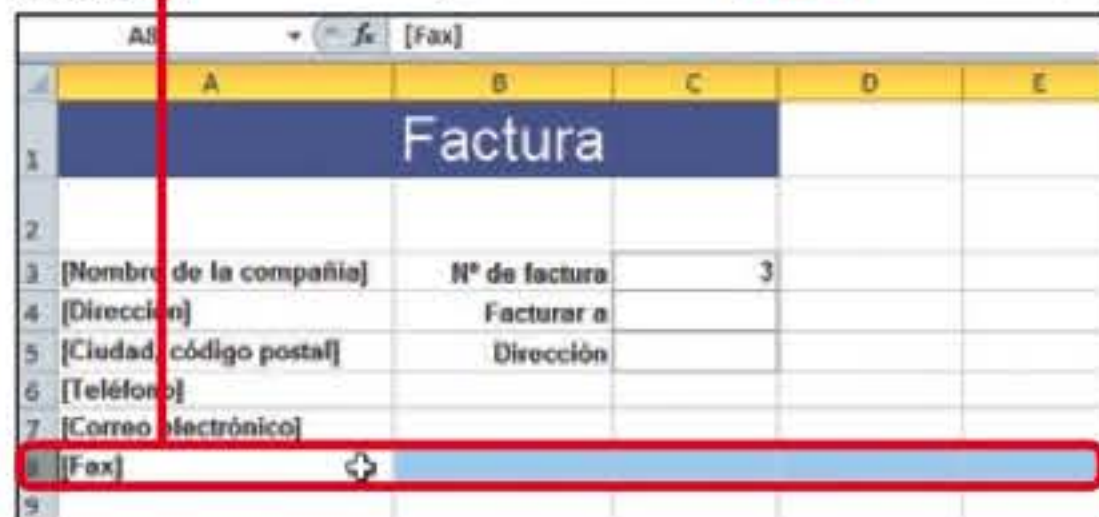 A8 fx [Fax]
A B C D E
1 Factura
2
3 [Nombre de la compañia] Nº de factura 3
4 [Dirección] Facturar a
5 [Ciudad, código postal] Dirección
6 [Teléfono]
7 [Correo electrónico]
8 [Fax]
9